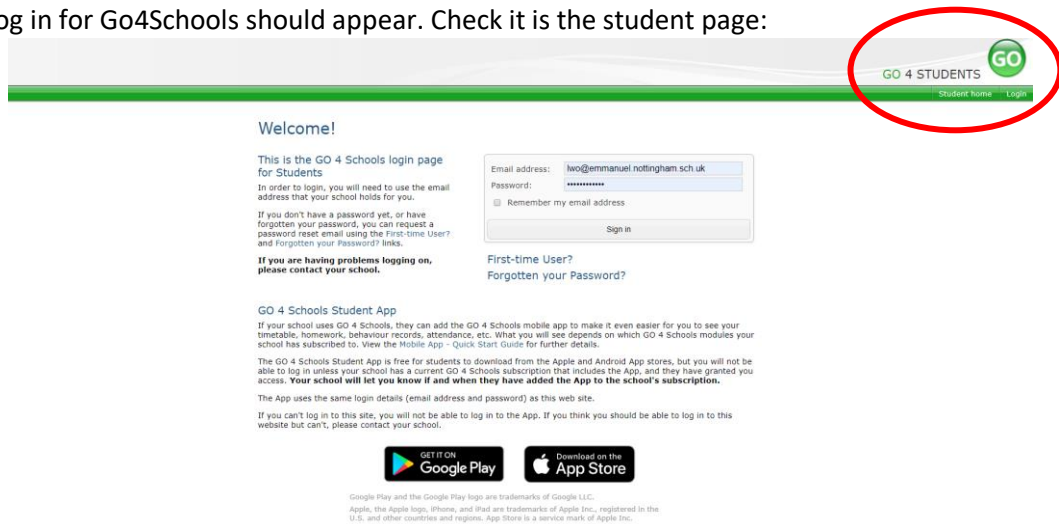 og in for Go4Schools should appear. Check it is the student page:
GO 4 STUDENTS GO
Student home Login
Welcome!
This is the GO 4 Schools login page
for Students
In order to login, you will need to use the email
address that your school holds for you.
If you don't have a password yet, or have
forgotten your password, you can request a
password reset email using the First-time User?
and Forgotten your Password? links.
If you are having problems logging on,
please contact your school.
Email address: lwo@emmanuel.nottingham.sch.uk
Password: ••••••••••••
Remember my email address
Sign in
First-time User?
Forgotten your Password?
GO 4 Schools Student App
If your school uses GO 4 Schools, they can add the GO 4 Schools mobile app to make it even easier for you to see your
timetable, homework, behaviour records, attendance, etc. What you will see depends on which GO 4 Schools modules your
school has subscribed to. View the Mobile App - Quick Start Guide for further details.
The GO 4 Schools Student App is free for students to download from the Apple and Android App stores, but you will not be
able to log in unless your school has a current GO 4 Schools subscription that includes the App, and they have granted you
access. Your school will let you know if and when they have added the App to the school's subscription.
The App uses the same login details (email address and password) as this web site.
If you can't log in to this site, you will not be able to log in to the App. If you think you should be able to log in to this
website but can't, please contact your school.
GET IT ON
Google Play
Download on the
App Store
Google Play and the Google Play logo are trademarks of Google LLC.
Apple, the Apple logo, iPhone, and iPad are trademarks of Apple Inc., registered in the
U.S. and other countries and regions. App Store is a service mark of Apple Inc.